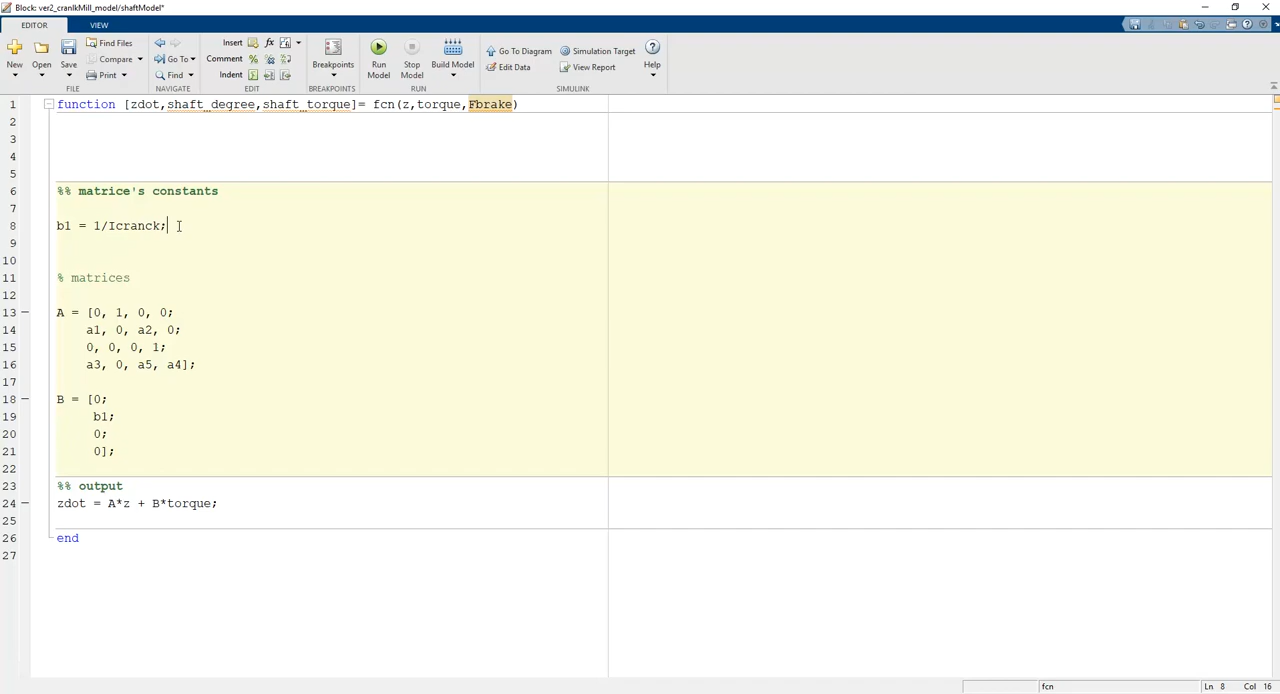 Block: ver2_cranlkMill_model/shaftModel*
EDITOR VIEW
New Open Save Find Files Compare Print
FILE
Go To Find
NAVIGATE
Insert fx
Comment %
Indent
EDIT
Breakpoints
BREAKPOINTS
Run Model Stop Model Build Model
RUN
Go To Diagram Simulation Target
Edit Data View Report
Help
SIMULINK
1 function [zdot,shaft_degree,shaft_torque]= fcn(z,torque,Fbrake)
2
3
4
5
6 %% matrice's constants
7
8 b1 = 1/Icranck;
9
10
11 % matrices
12
13 A = [0, 1, 0, 0;
14 a1, 0, a2, 0;
15 0, 0, 0, 1;
16 a3, 0, a5, a4];
17
18 B = [0;
19 b1;
20 0;
21 0];
22
23 %% output
24 zdot = A*z + B*torque;
25
26 end
27
fcn Ln 8 Col 16